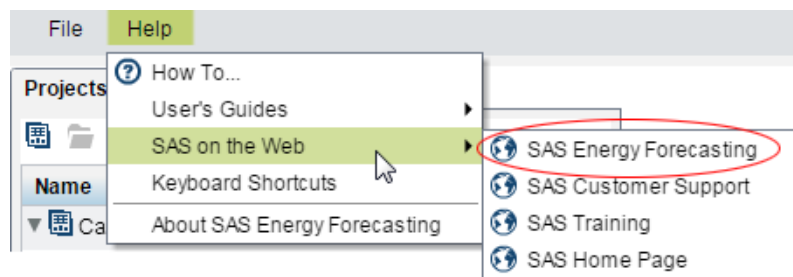 File Help
How To...
Projects
User's Guides
SAS on the Web
SAS Energy Forecasting
Keyboard Shortcuts
SAS Customer Support
Name
About SAS Energy Forecasting
SAS Training
Ca
SAS Home Page